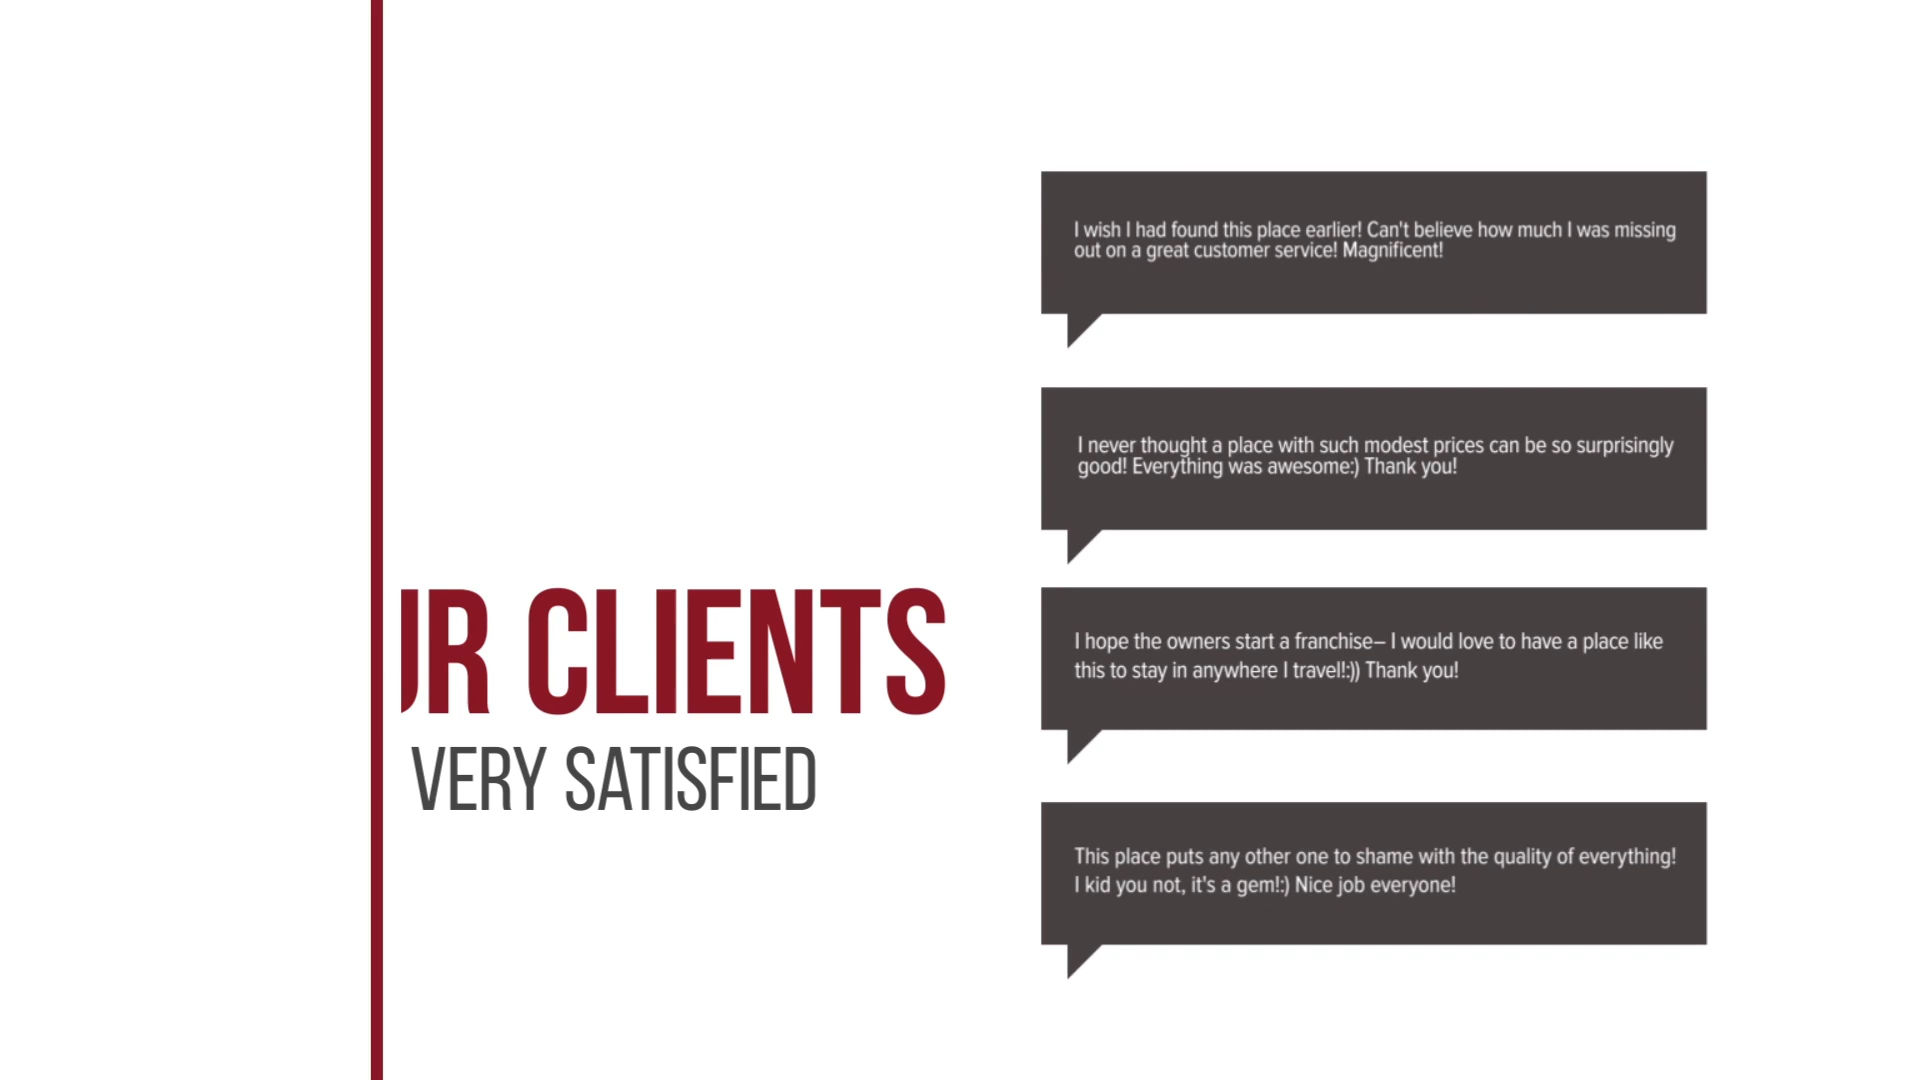 UR CLIENTS
VERY SATISFIED
I wish I had found this place earlier! Can't believe how much I was missing
out on a great customer service! Magnificent!
I never thought a place with such modest prices can be so surprisingly
good! Everything was awesome:) Thank you!
I hope the owners start a franchise– I would love to have a place like
this to stay in anywhere I travel!:)) Thank you!
This place puts any other one to shame with the quality of everything!
I kid you not, it's a gem!:) Nice job everyone!